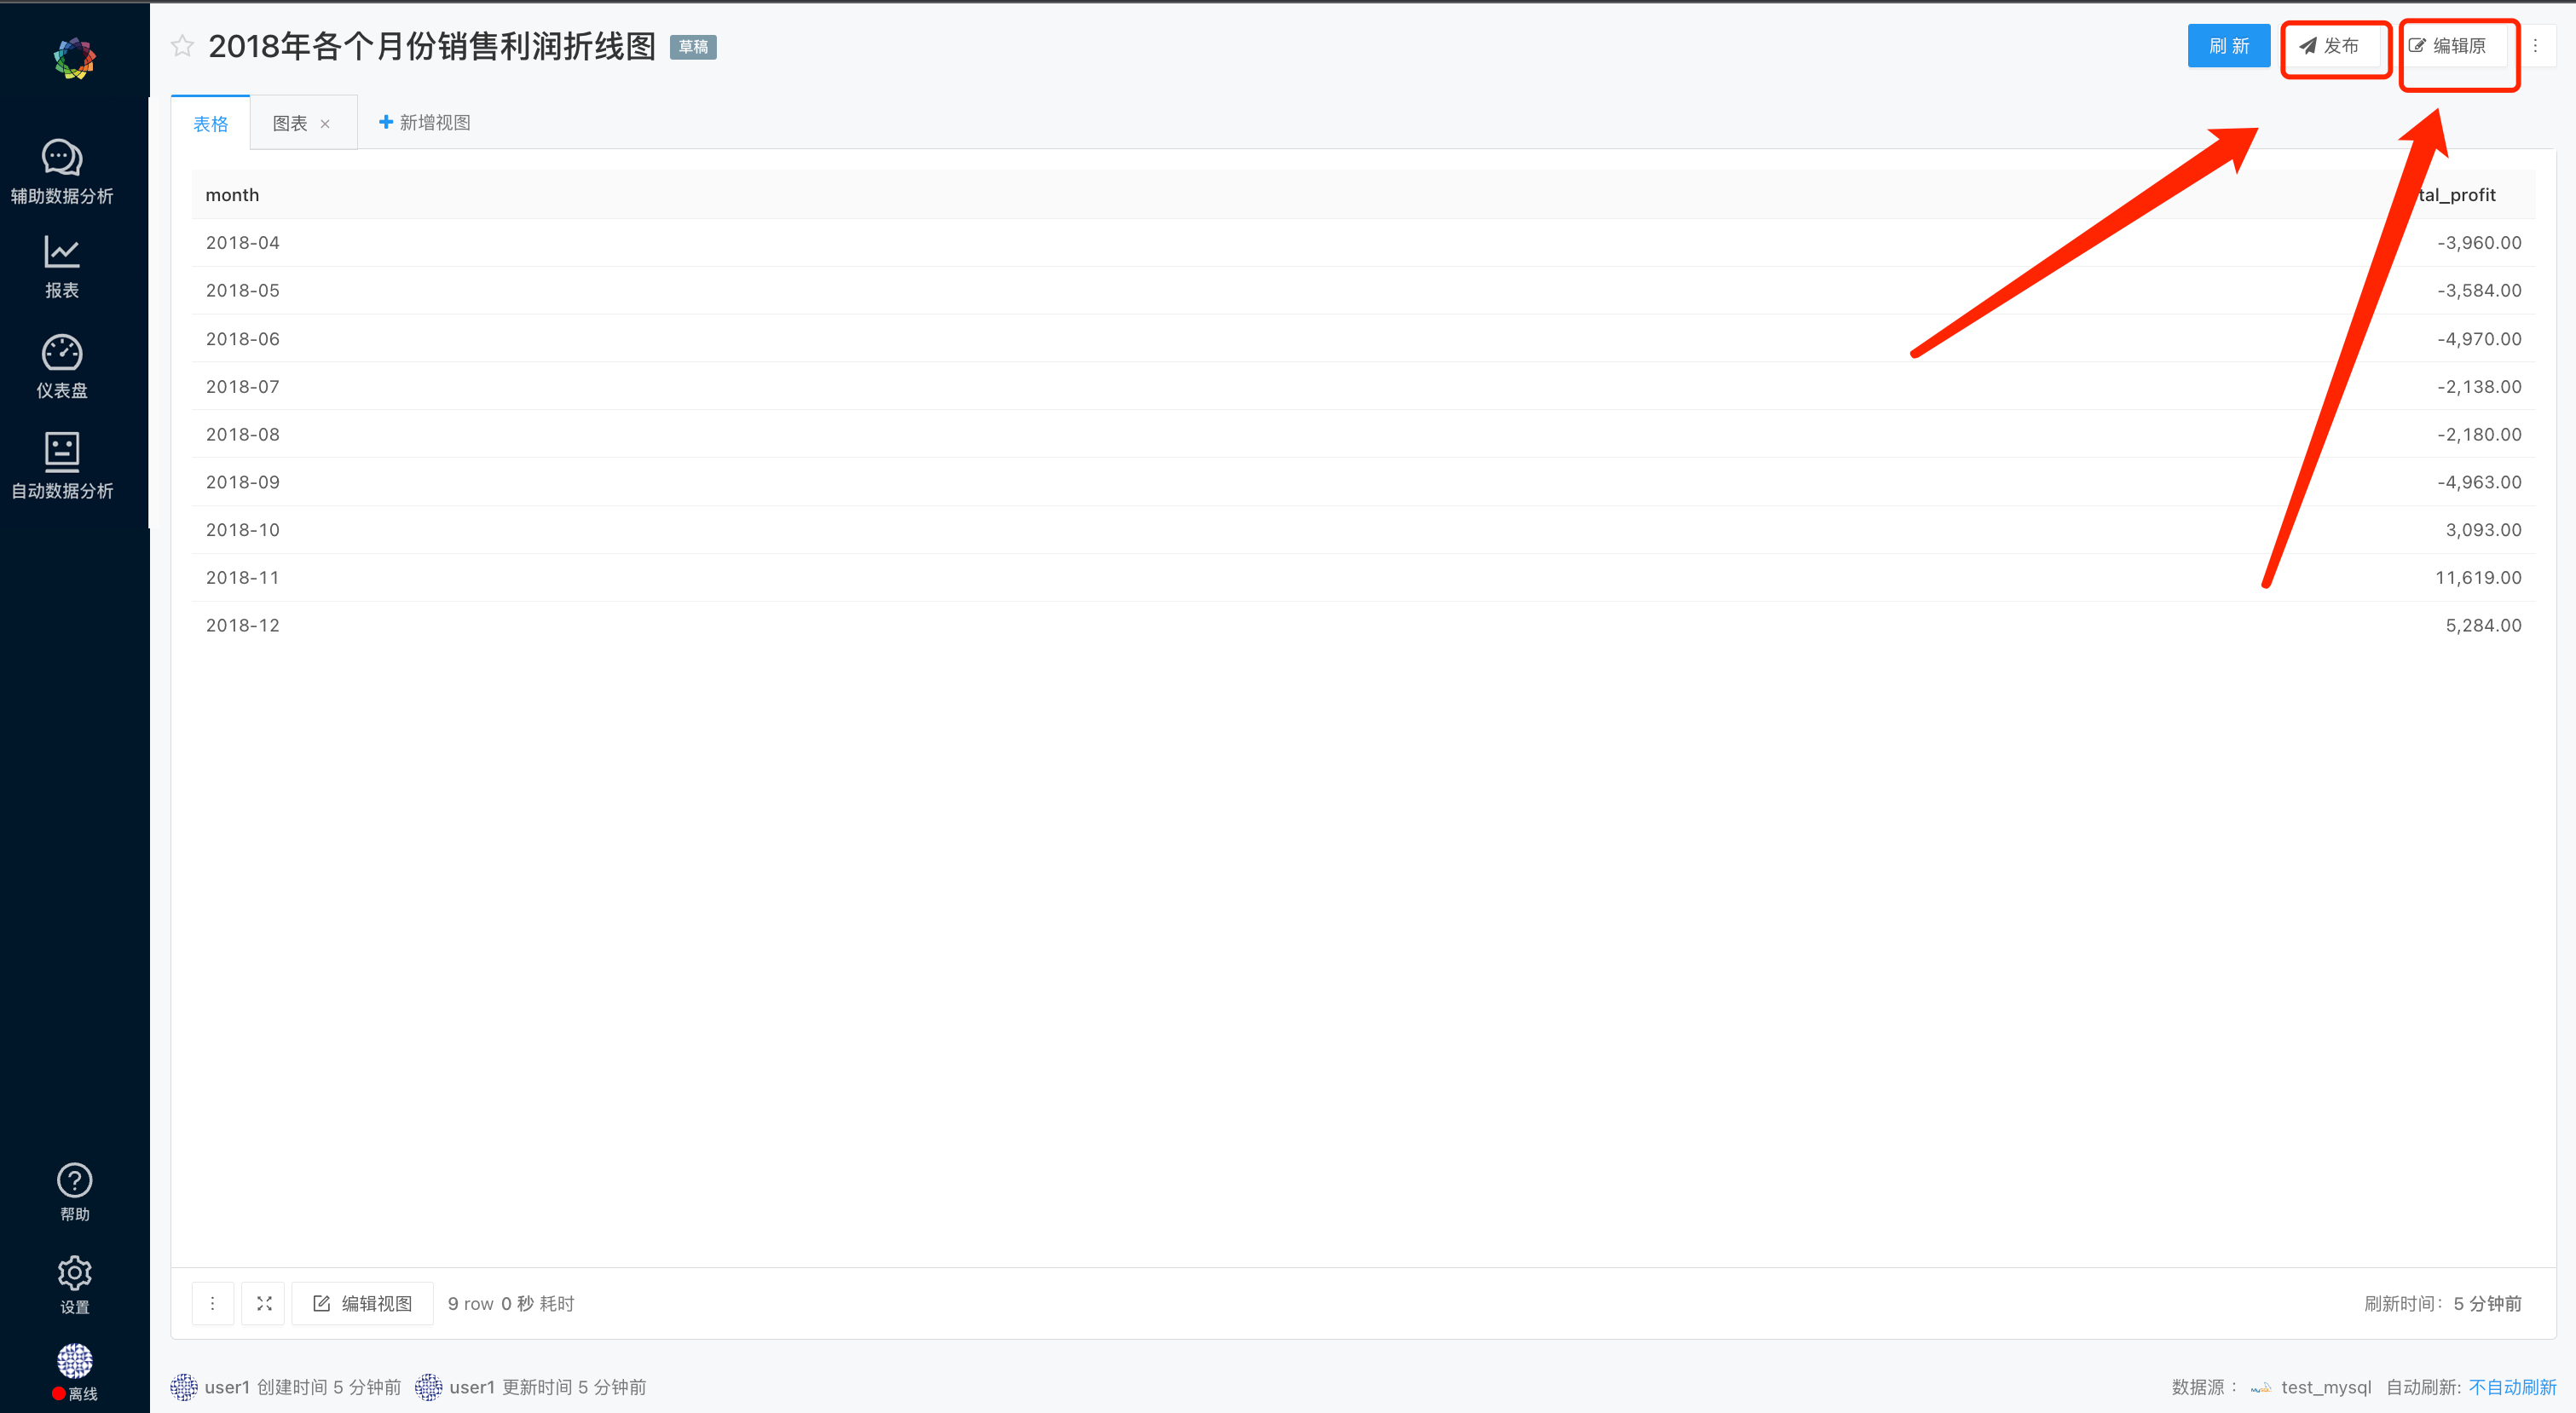 2018年各个月份销售利润折线图 草稿
刷 新 发布 编辑原
辅助数据分析
报表
仪表盘
自动数据分析
表格 图表 × 新增视图
month tal_profit
2018-04 -3,960.00
2018-05 -3,584.00
2018-06 -4,970.00
2018-07 -2,138.00
2018-08 -2,180.00
2018-09 -4,963.00
2018-10 3,093.00
2018-11 11,619.00
2018-12 5,284.00
帮助
设置
离线
编辑视图 9 row 0 秒 耗时 刷新时间: 5 分钟前
user1 创建时间 5 分钟前 user1 更新时间 5 分钟前 数据源： test_mysql 自动刷新: 不自动刷新